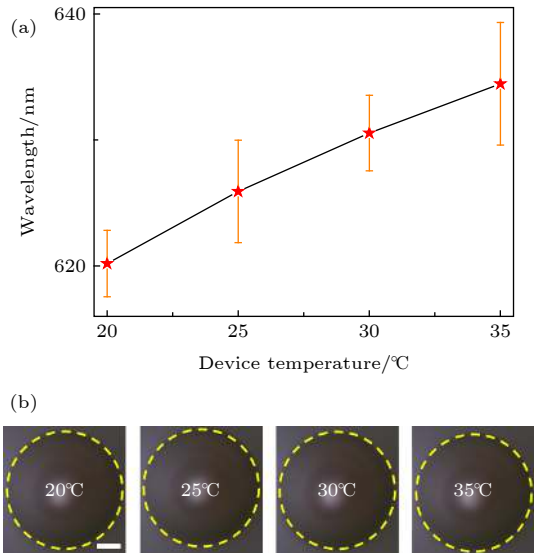 (a)
640
620
Wavelength/nm
20 25 30 35
Device temperature/℃
(b)
20℃ 25℃ 30℃ 35℃